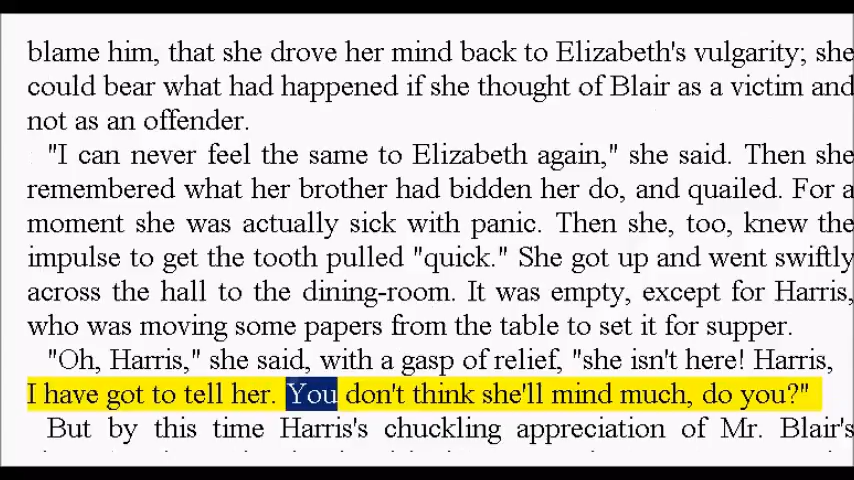 blame him, that she drove her mind back to Elizabeth's vulgarity; she
could bear what had happened if she thought of Blair as a victim and
not as an offender.
"I can never feel the same to Elizabeth again," she said. Then she
remembered what her brother had bidden her do, and quailed. For a
moment she was actually sick with panic. Then she, too, knew the
impulse to get the tooth pulled "quick." She got up and went swiftly
across the hall to the dining-room. It was empty, except for Harris,
who was moving some papers from the table to set it for supper.
"Oh, Harris," she said, with a gasp of relief, "she isn't here! Harris,
I have got to tell her. You don't think she'll mind much, do you?"
But by this time Harris's chuckling appreciation of Mr. Blair's